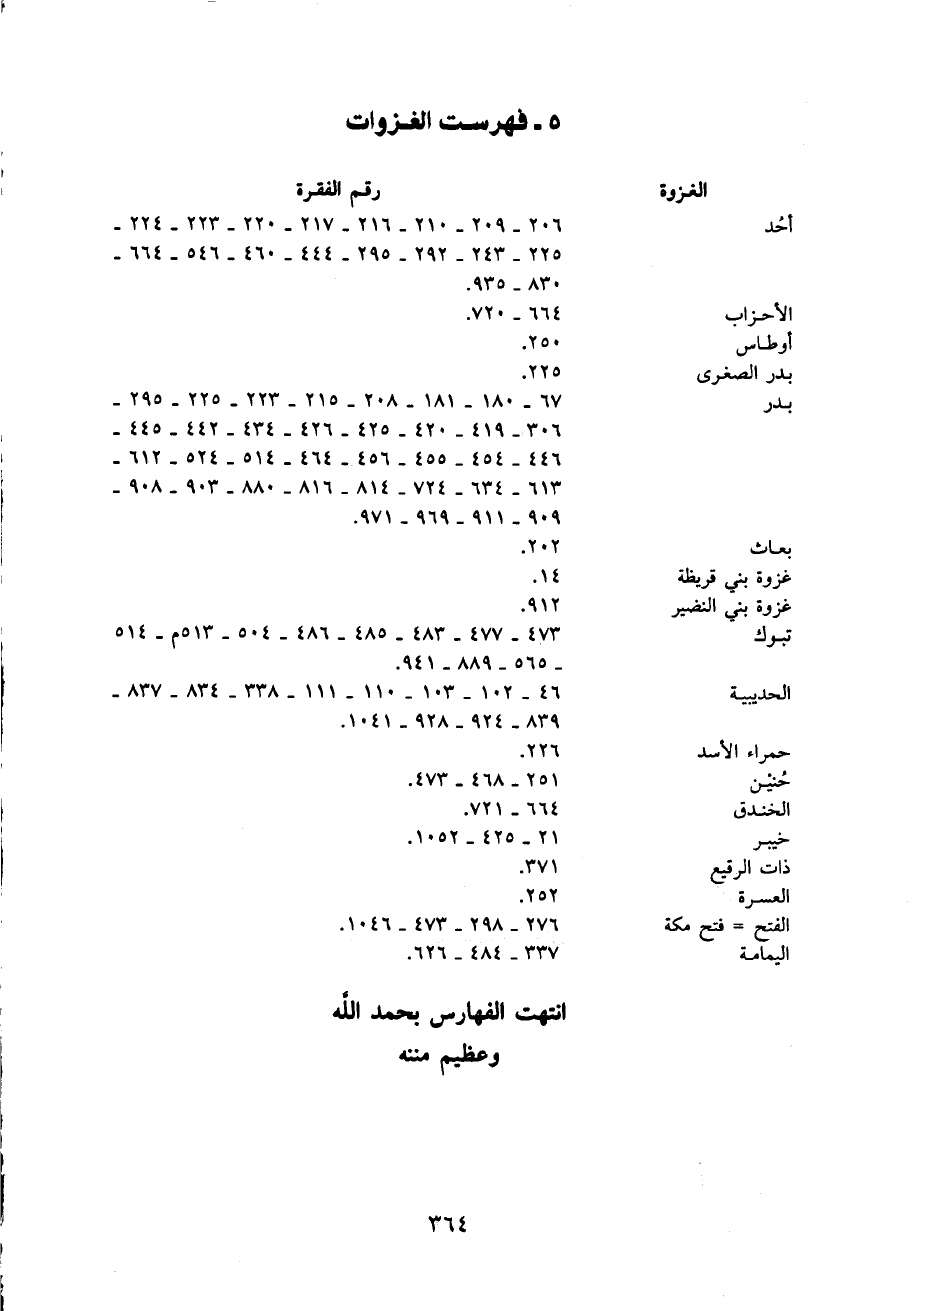 ٥ ـ فهرست الغزوات
الغزوة رقم الفقرة
أحُد ٢٠٦ ـ ٢٠٩ ـ ٢١٠ ـ ٢١٦ ـ ٢١٧ ـ ٢٢٠ ـ ٢٢٣ ـ ٢٢٤ ـ
٢٢٥ ـ ٢٤٣ ـ ٢٩٢ ـ ٢٩٥ ـ ٤٤٤ ـ ٤٦٠ ـ ٥٤٦ ـ ٦٦٤ ـ
٨٣٠ ـ ٩٣٥.
الأحزاب ٦٦٤ ـ ٧٢٠.
أوطاس ٢٥٠.
بدر الصغرى ٢٢٥.
بدر ٦٧ ـ ١٨٠ ـ ١٨١ ـ ٢٠٨ ـ ٢١٥ ـ ٢٢٣ ـ ٢٢٥ ـ ٢٩٥ ـ
٣٠٦ ـ ٤١٩ ـ ٤٢٠ ـ ٤٢٥ ـ ٤٢٦ ـ ٤٣٤ ـ ٤٤٢ ـ ٤٤٥ ـ
٤٤٦ ـ ٤٥٤ ـ ٤٥٥ ـ ٤٥٦ ـ ٤٦٤ ـ ٥١٤ ـ ٥٢٤ ـ ٦١٢ ـ
٦١٣ ـ ٦٣٤ ـ ٧٢٤ ـ ٨١٤ ـ ٨١٦ ـ ٨٨٠ ـ ٩٠٣ ـ ٩٠٨ ـ
٩٠٩ ـ ٩١١ ـ ٩٦٩ ـ ٩٧١.
بعاث ٢٠٢.
غزوة بني قريظة ١٤.
غزوة بني النضير ٩١٢.
تبوك ٤٧٣ ـ ٤٧٧ ـ ٤٨٣ ـ ٤٨٥ ـ ٤٨٦ ـ ٥٠٤ ـ ٥١٣م ـ ٥١٤
ـ ٥٦٥ ـ ٨٨٩ ـ ٩٤١.
الحديبية ٤٦ ـ ١٠٢ ـ ١٠٣ ـ ١١٠ ـ ١١١ ـ ٣٣٨ ـ ٨٣٤ ـ ٨٣٧ ـ
٨٣٩ ـ ٩٢٤ ـ ٩٢٨ ـ ١٠٤١.
حمراء الأسد ٢٢٦.
حُنيْن ٢٥١ ـ ٤٦٨ ـ ٤٧٣.
الخندق ٦٦٤ ـ ٧٢١.
خيبر ٢١ ـ ٤٢٥ ـ ١٠٥٢.
ذات الرقيع ٣٧١.
العسرة ٢٥٢.
الفتح = فتح مكة ٢٧٦ ـ ٢٩٨ ـ ٤٧٣ ـ ١٠٤٦.
اليمامة ٣٣٧ ـ ٤٨٤ ـ ٦٢٦.
انتهت الفهارس بحمد اللَّه
وعظيم مننه
٣٦٤